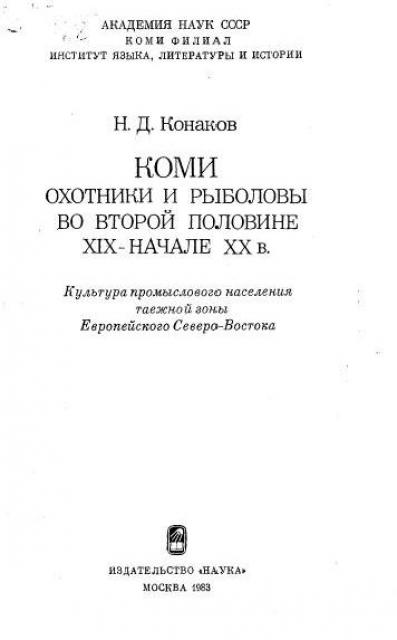 АКАДЕМИЯ НАУК СССР
КОМИ ФИЛИАЛ
ИНСТИТУТ ЯЗЫКА, ЛИТЕРАТУРЫ И ИСТОРИИ
Н. Д. Конаков
КОМИ
ОХОТНИКИ И РЫБОЛОВЫ
ВО ВТОРОЙ ПОЛОВИНЕ
XIX-НАЧАЛЕ XX В.
Культура промыслового населения
таежной зоны
Европейского Северо-Востока
ИЗДАТЕЛЬСТВО «НАУКА»
МОСКВА 1983